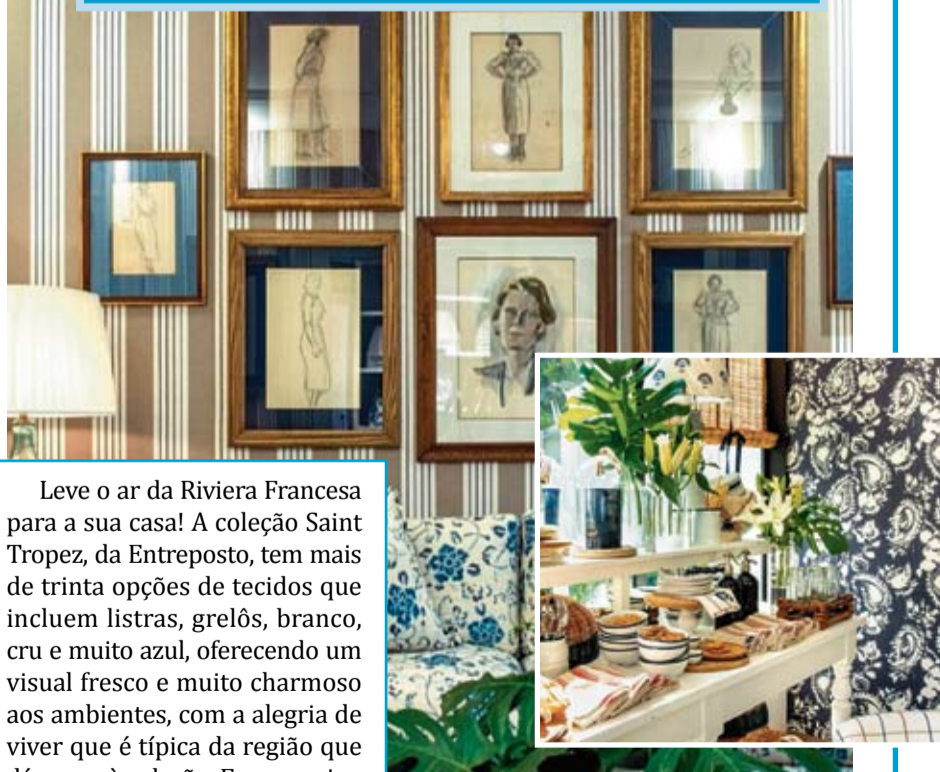 Leve o ar da Riviera Francesa
para a sua casa! A coleção Saint
Tropez, da Entreposto, tem mais
de trinta opções de tecidos que
incluem listras, grelôs, branco,
cru e muito azul, oferecendo um
visual fresco e muito charmoso
aos ambientes, com a alegria de
viver que é típica da região que